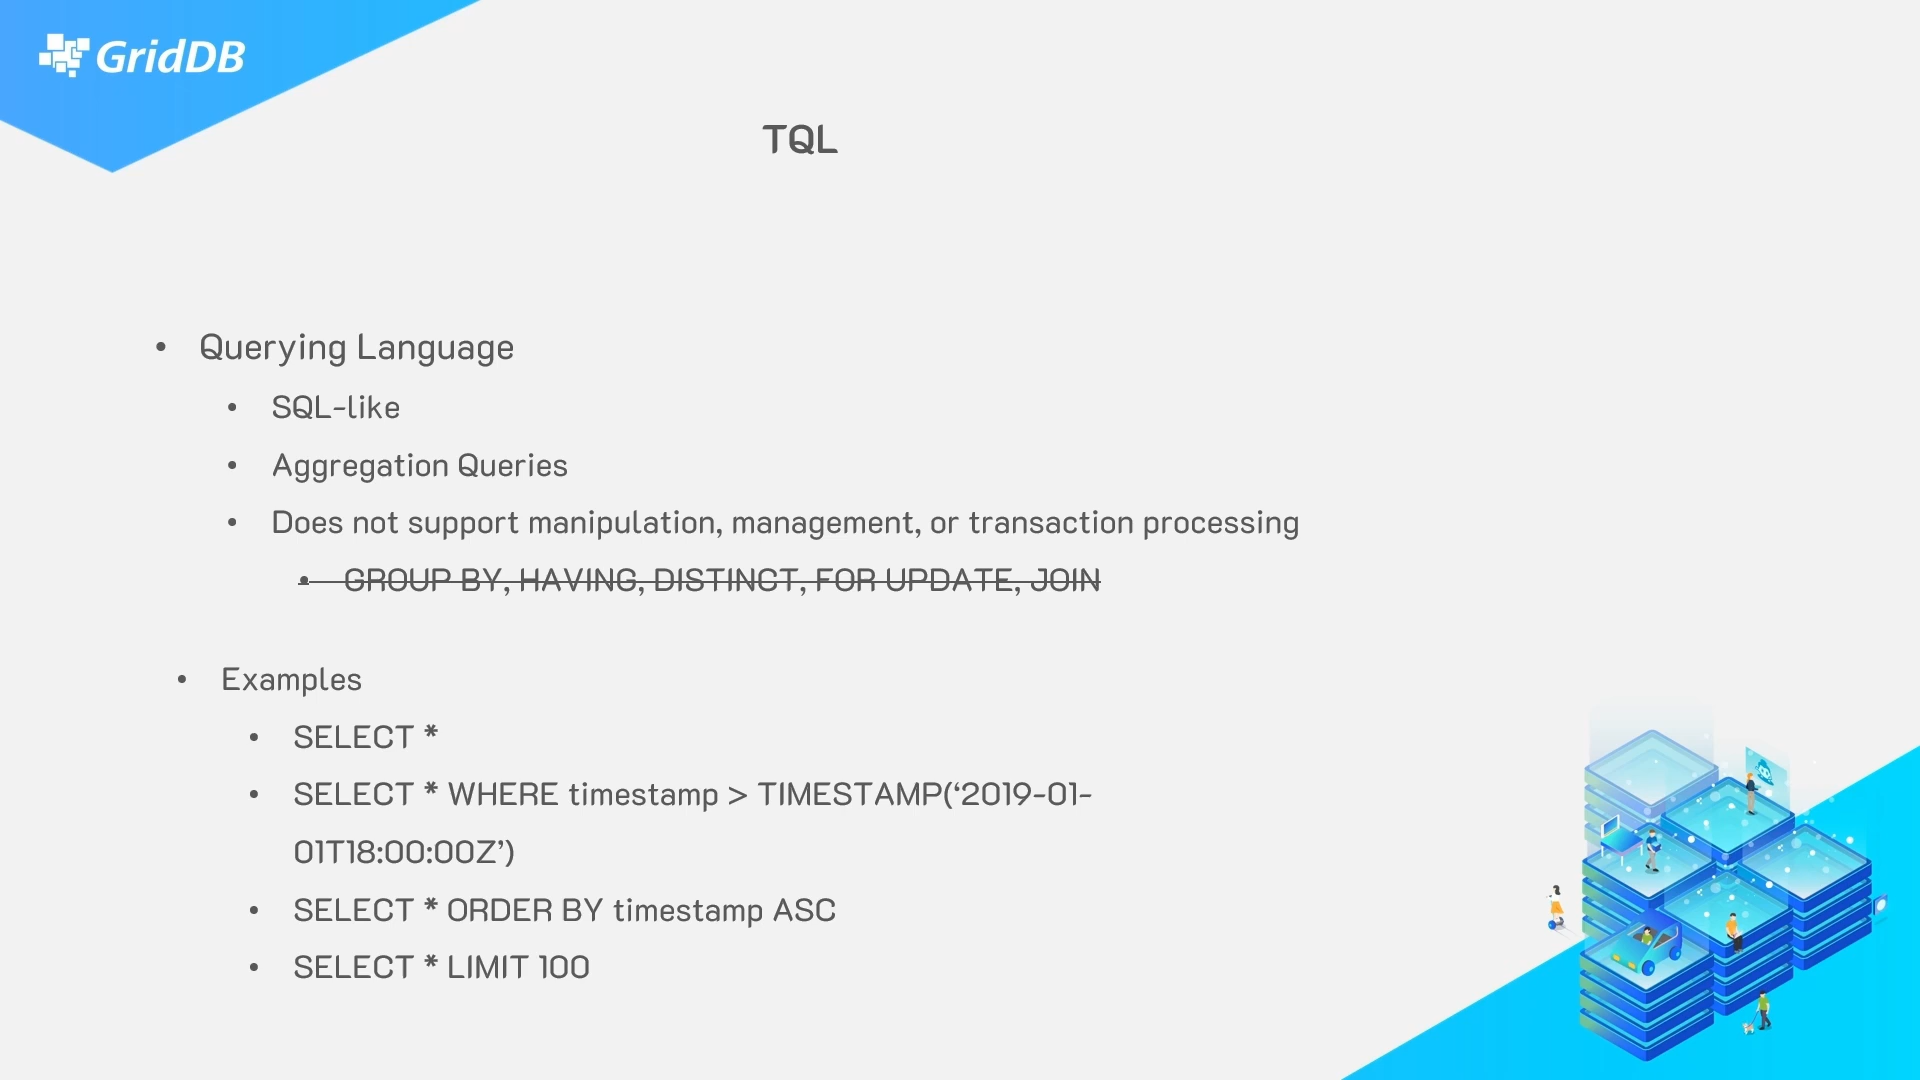 GridDB
TQL
• Querying Language
• SQL-like
• Aggregation Queries
• Does not support manipulation, management, or transaction processing
• GROUP BY, HAVING, DISTINCT, FOR UPDATE, JOIN
• Examples
• SELECT *
• SELECT * WHERE timestamp > TIMESTAMP(‘2019-01-
01T18:00:00Z’)
• SELECT * ORDER BY timestamp ASC
• SELECT * LIMIT 100